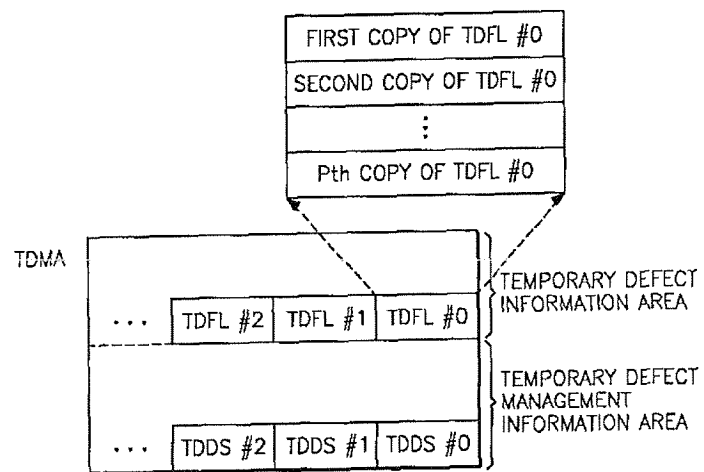 FIRST COPY OF TDFL #0
SECOND COPY OF TDFL #0
⋮
Pth COPY OF TDFL #0
TDMA
TEMPORARY DEFECT
INFORMATION AREA
... TDFL #2 TDFL #1 TDFL #0
TEMPORARY DEFECT
MANAGEMENT
INFORMATION AREA
... TDDS #2 TDDS #1 TDDS #0